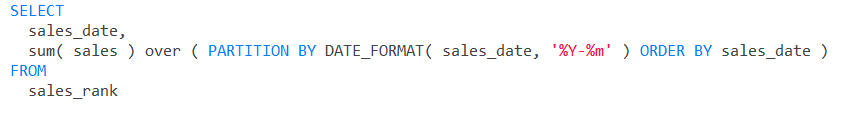 SELECT
sales_date,
sum( sales ) over ( PARTITION BY DATE_FORMAT( sales_date, '%Y-%m' ) ORDER BY sales_date )
FROM
sales_rank